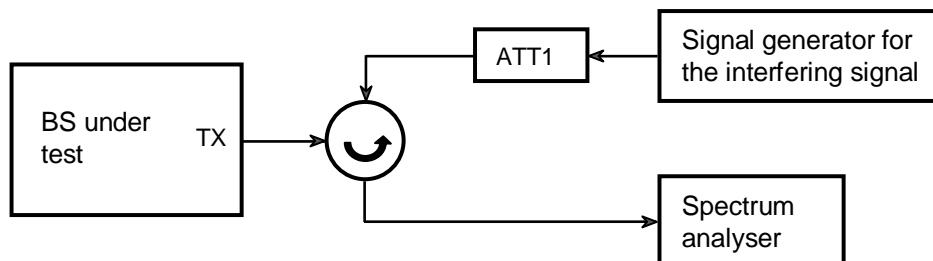 BS under
test
TX
ATT1
Signal generator for
the interfering signal
Spectrum
analyser